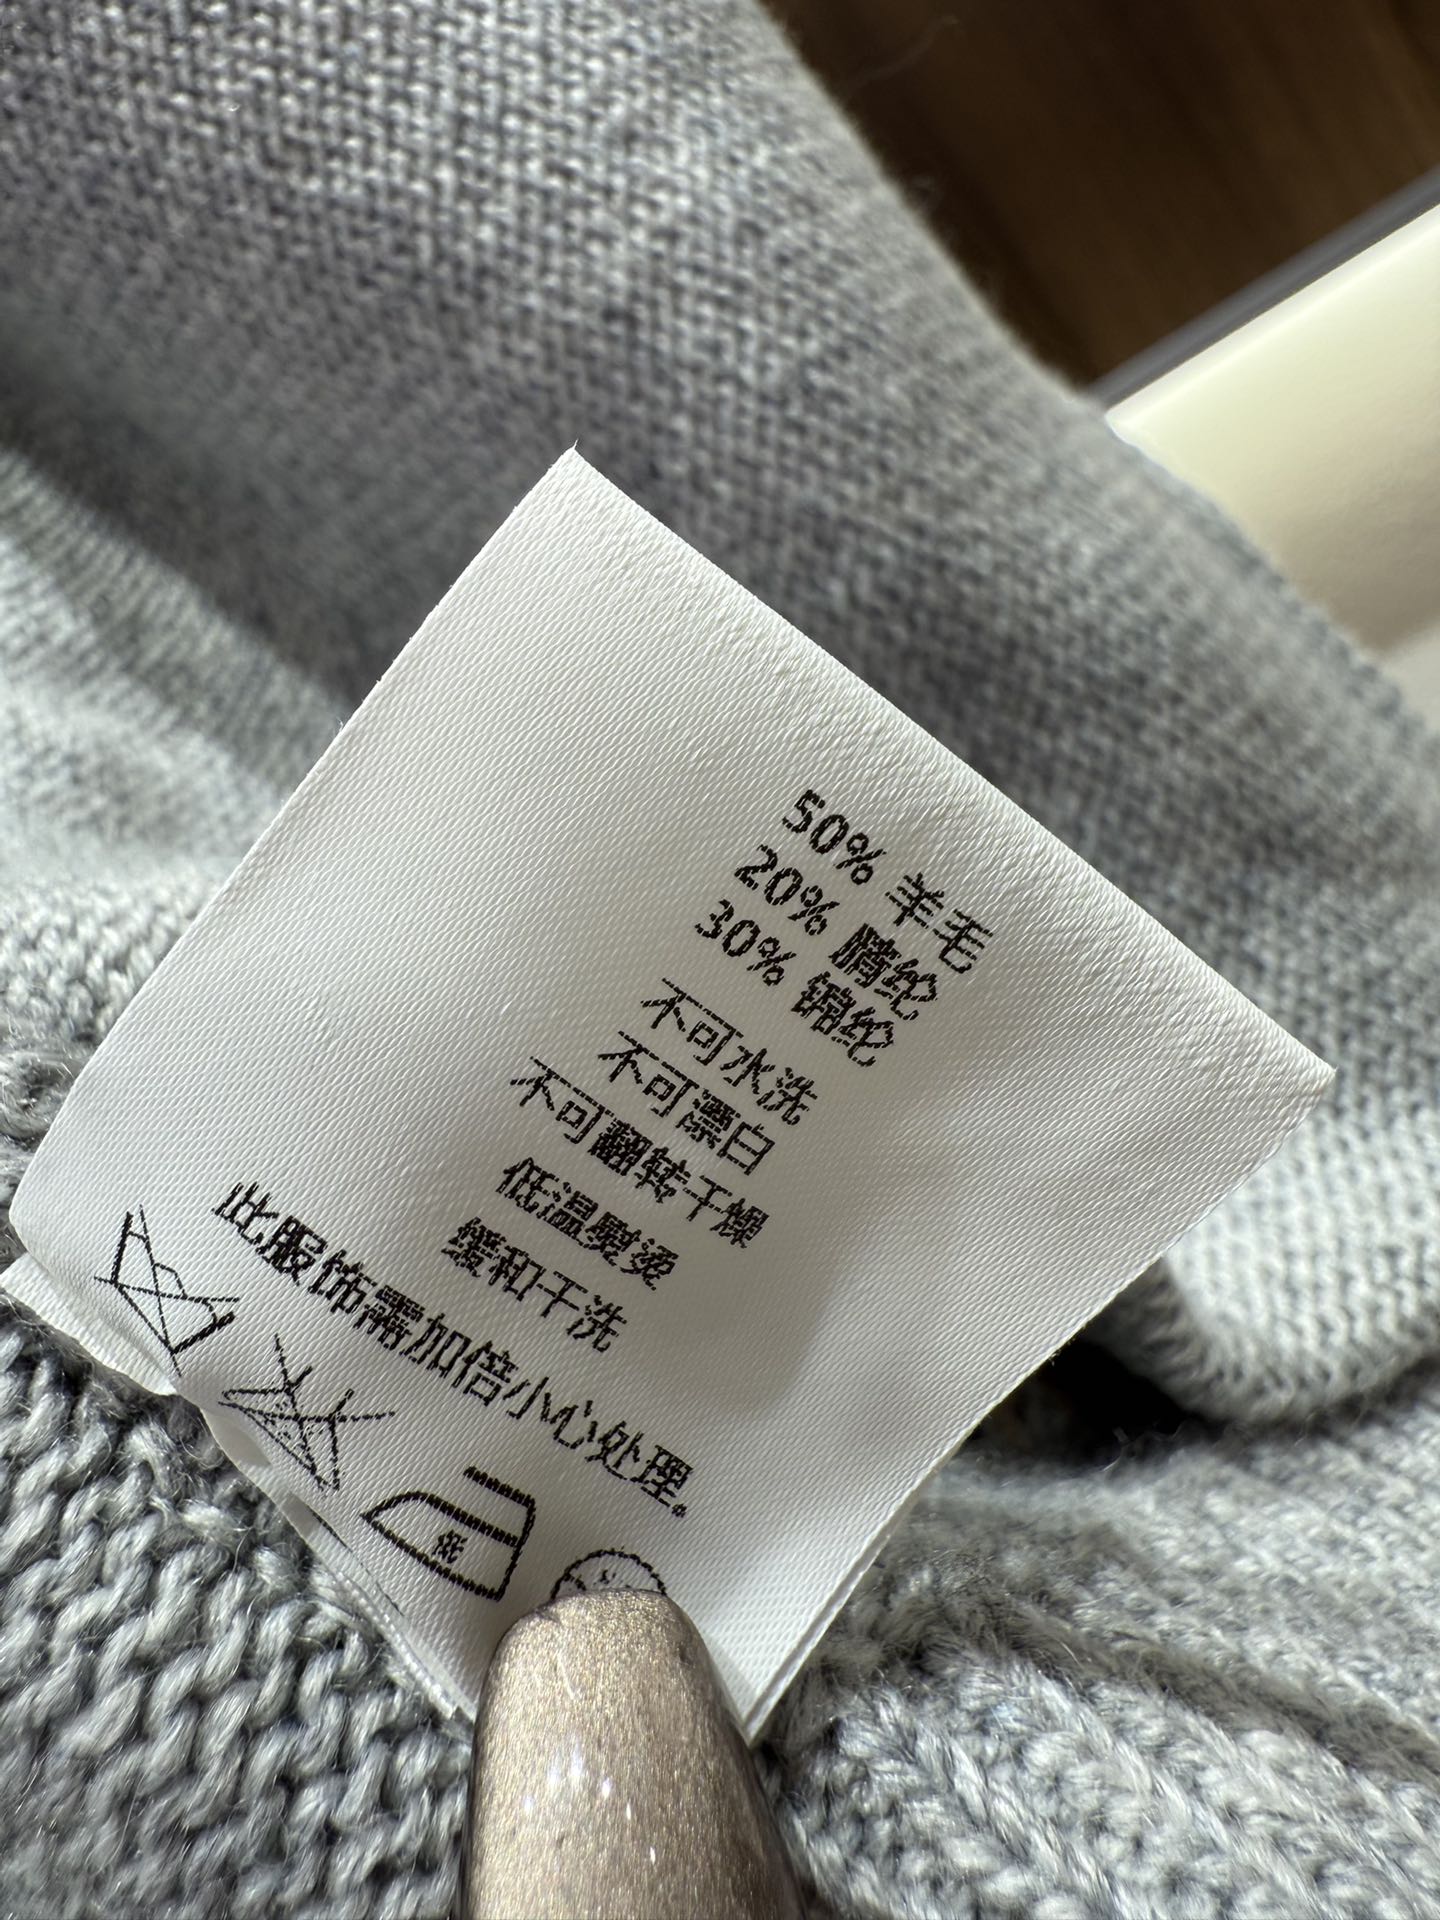 50% 羊毛
20% 腈纶
30% 锦纶
不可水洗
不可漂白
不可翻转干燥
低温熨烫
缓和干洗
此服饰需加倍小心处理。
低